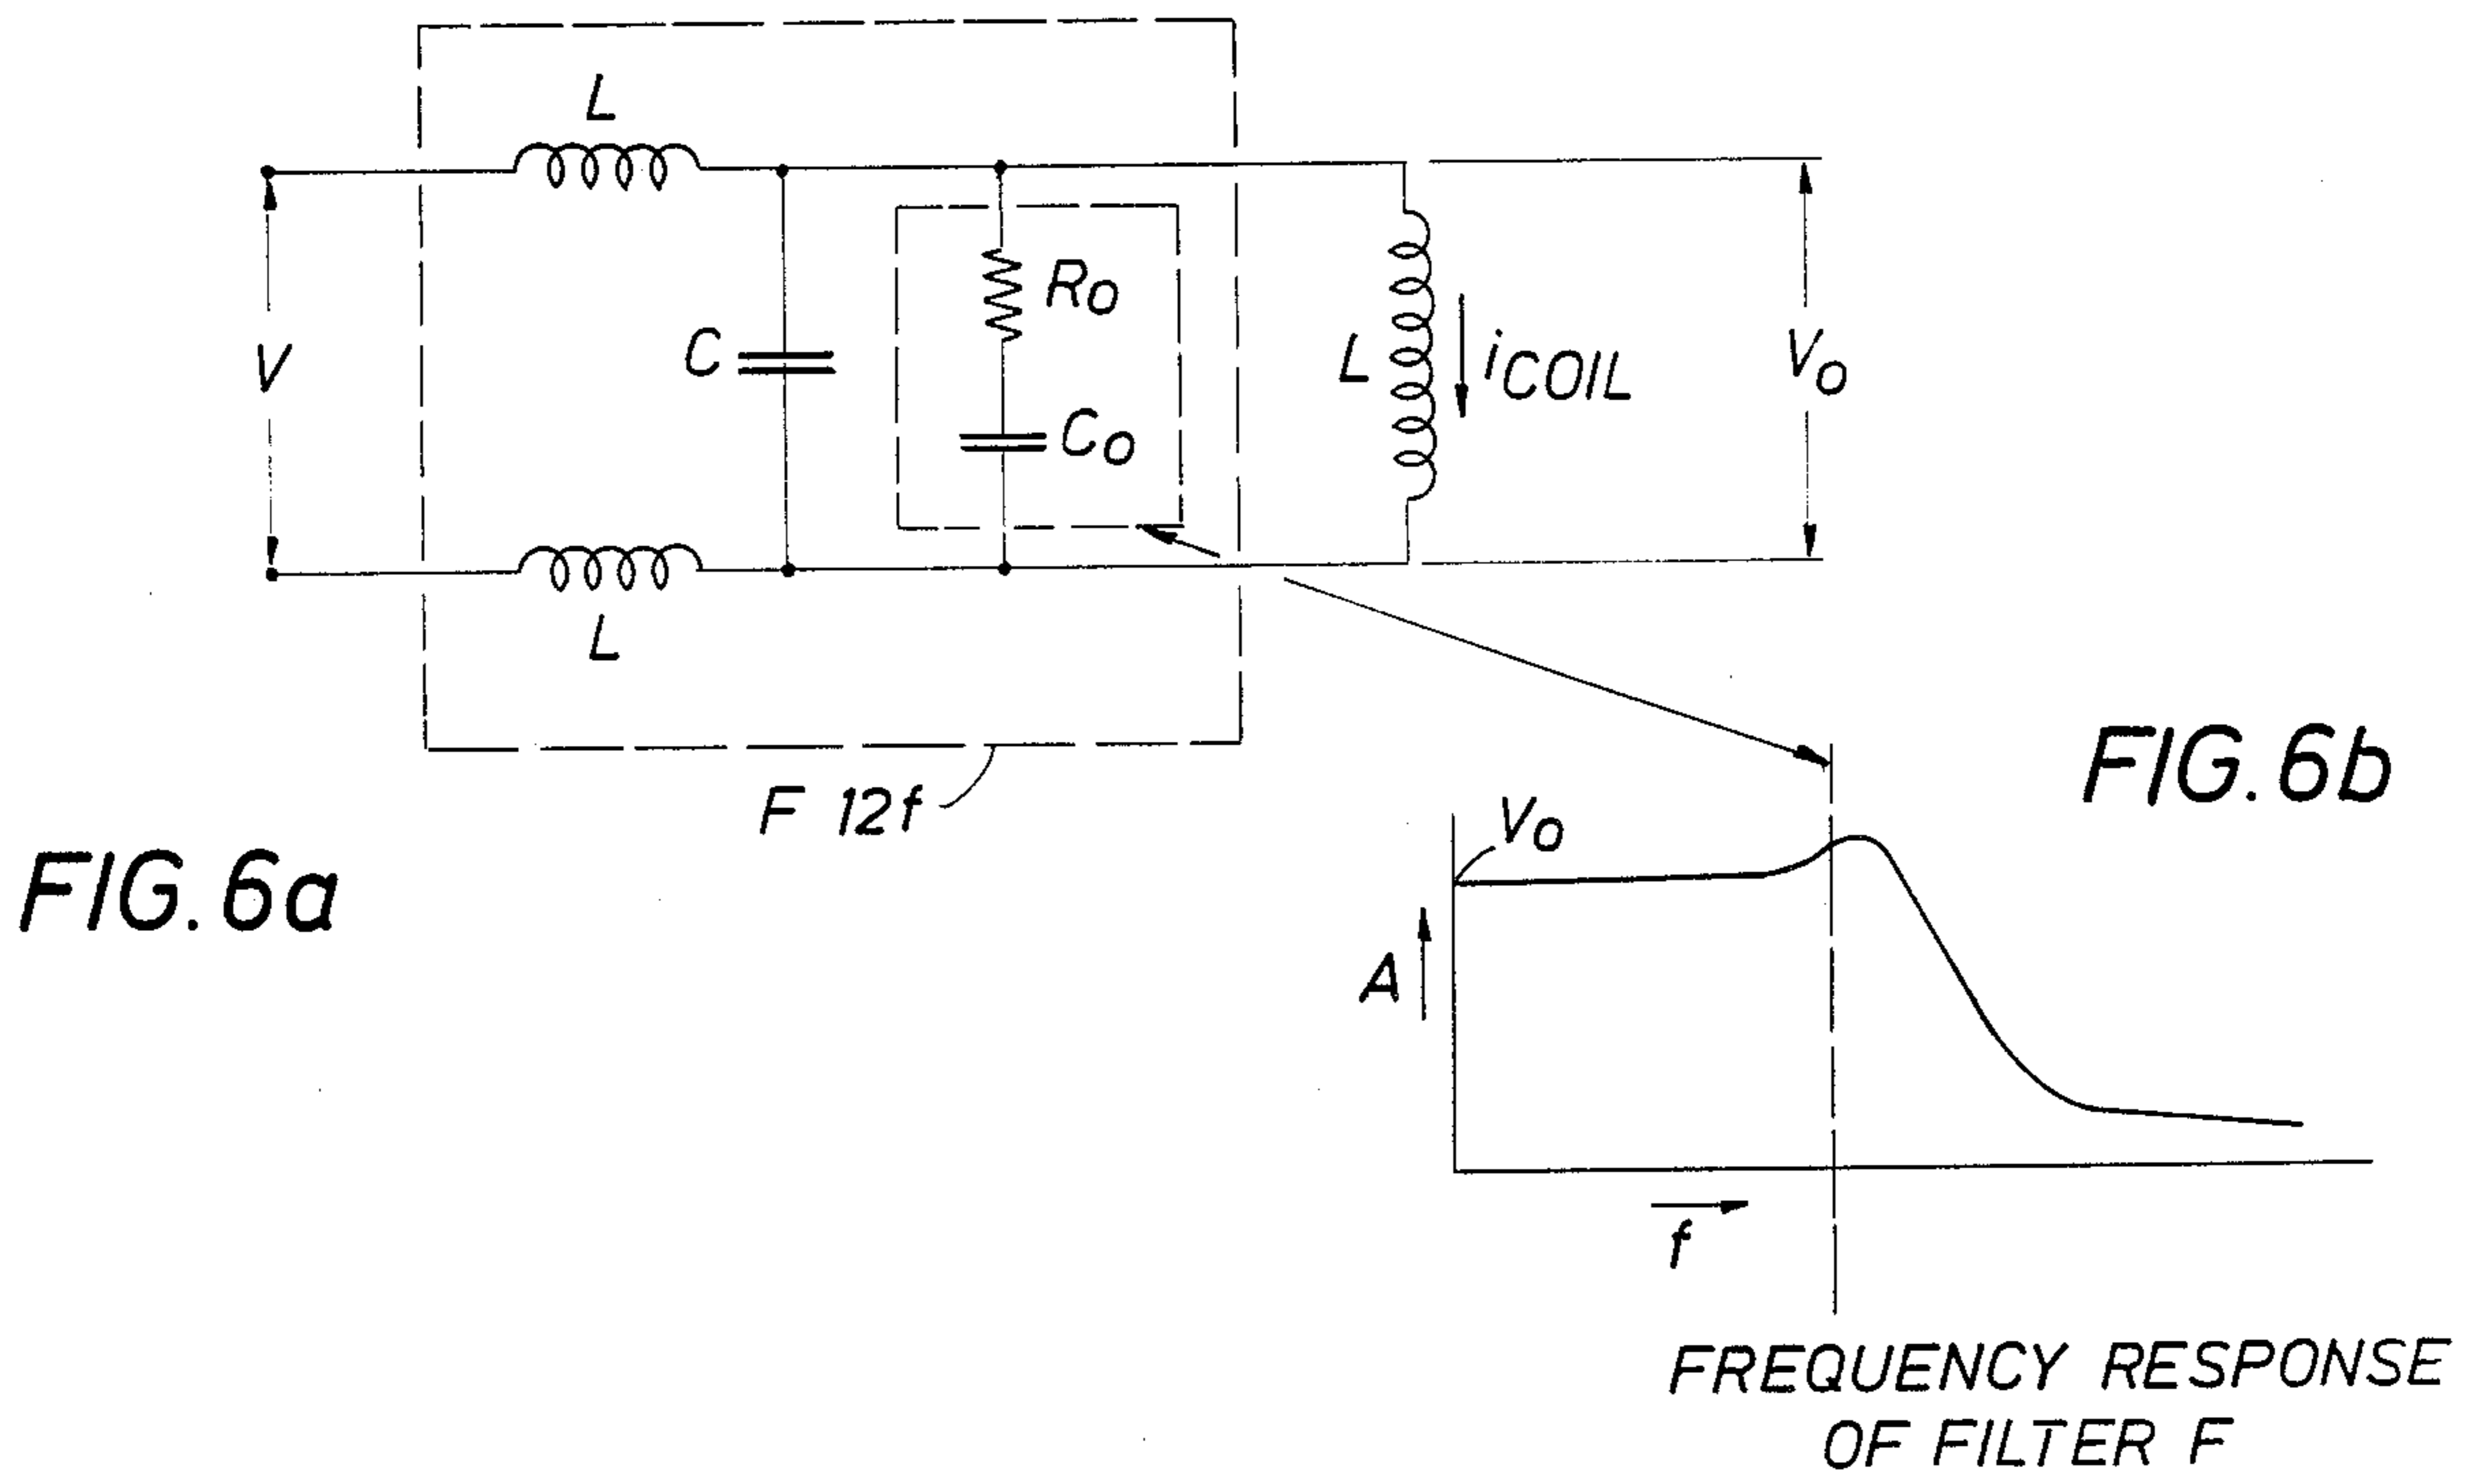 L
V
C
RO
CO
L
iCOIL
VO
L
F 12f
FIG. 6a
FIG. 6b
VO
A
f
FREQUENCY RESPONSE
OF FILTER F